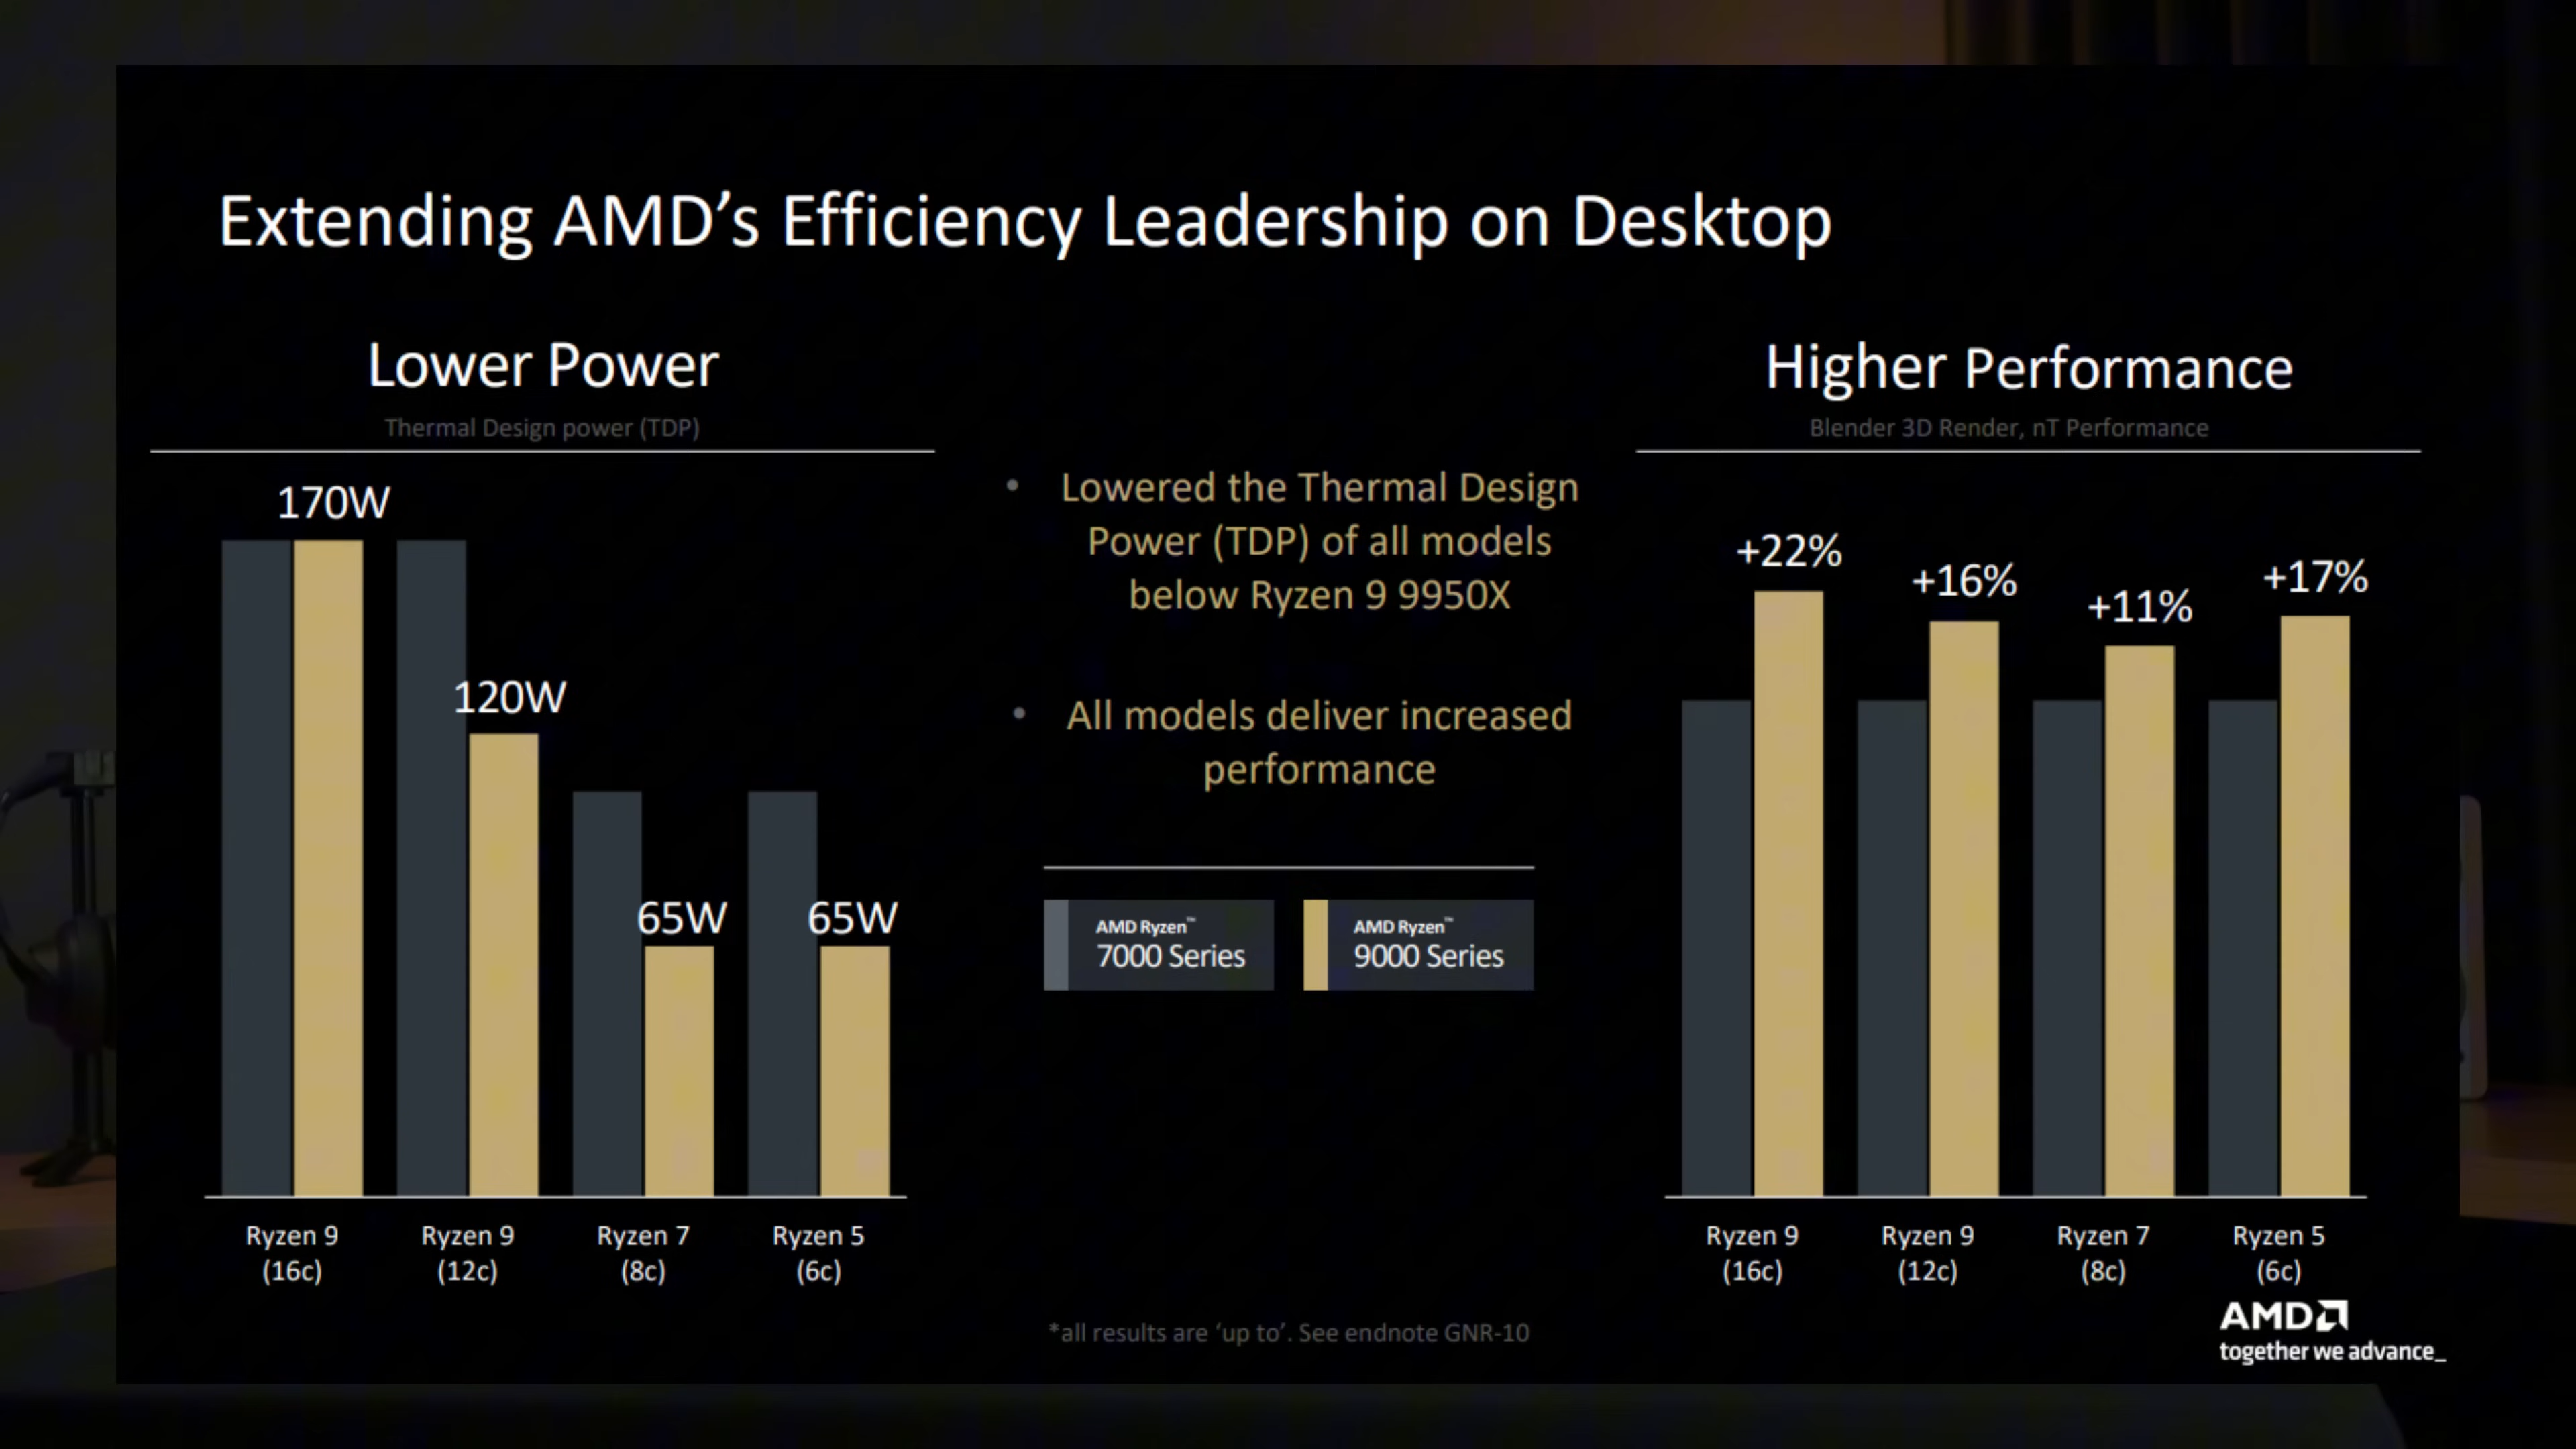 Extending AMD’s Efficiency Leadership on Desktop
Lower Power
Thermal Design power (TDP)
170W
120W
65W
65W
Ryzen 9
(16c)
Ryzen 9
(12c)
Ryzen 7
(8c)
Ryzen 5
(6c)
• Lowered the Thermal Design
Power (TDP) of all models
below Ryzen 9 9950X
• All models deliver increased
performance
AMD Ryzen™
7000 Series
AMD Ryzen™
9000 Series
Higher Performance
Blender 3D Render, nT Performance
+22%
+16%
+11%
+17%
Ryzen 9
(16c)
Ryzen 9
(12c)
Ryzen 7
(8c)
Ryzen 5
(6c)
*all results are ‘up to’. See endnote GNR-10
AMD
together we advance_